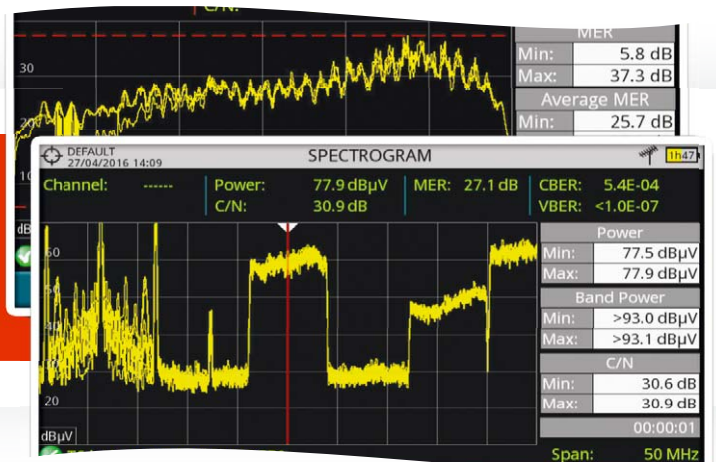 C/N:
MER
Min: 5.8 dB
Max: 37.3 dB
Average MER
Min: 25.7 dB
30
20
10
DEFAULT
27/04/2016 14:09
SPECTROGRAM
1h47
Channel: ------ Power: 77.9 dBµV MER: 27.1 dB CBER: 5.4E-04
C/N: 30.9 dB VBER: <1.0E-07
Power
Min: 77.5 dBµV
Max: 77.9 dBµV
Band Power
Min: >93.0 dBµV
Max: >93.1 dBµV
C/N
Min: 30.6 dB
Max: 30.9 dB
00:00:01
60
50
40
30
20
dBµV
Span: 50 MHz